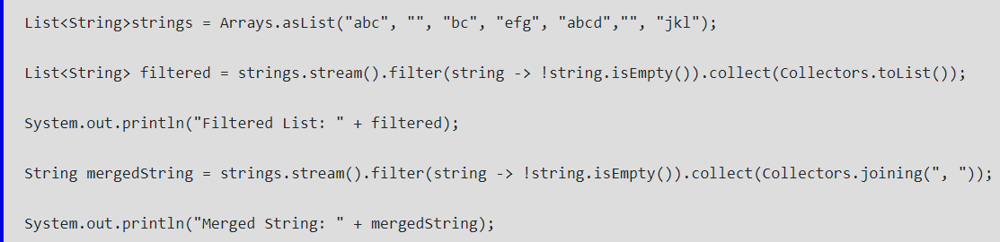 List<String>strings = Arrays.asList("abc", "", "bc", "efg", "abcd","", "jkl");
List<String> filtered = strings.stream().filter(string -> !string.isEmpty()).collect(Collectors.toList());
System.out.println("Filtered List: " + filtered);
String mergedString = strings.stream().filter(string -> !string.isEmpty()).collect(Collectors.joining(", "));
System.out.println("Merged String: " + mergedString);